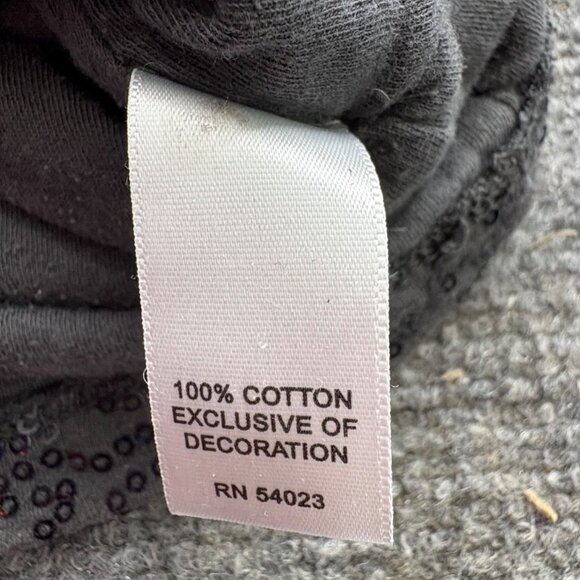 100% COTTON
EXCLUSIVE OF
DECORATION
RN 54023